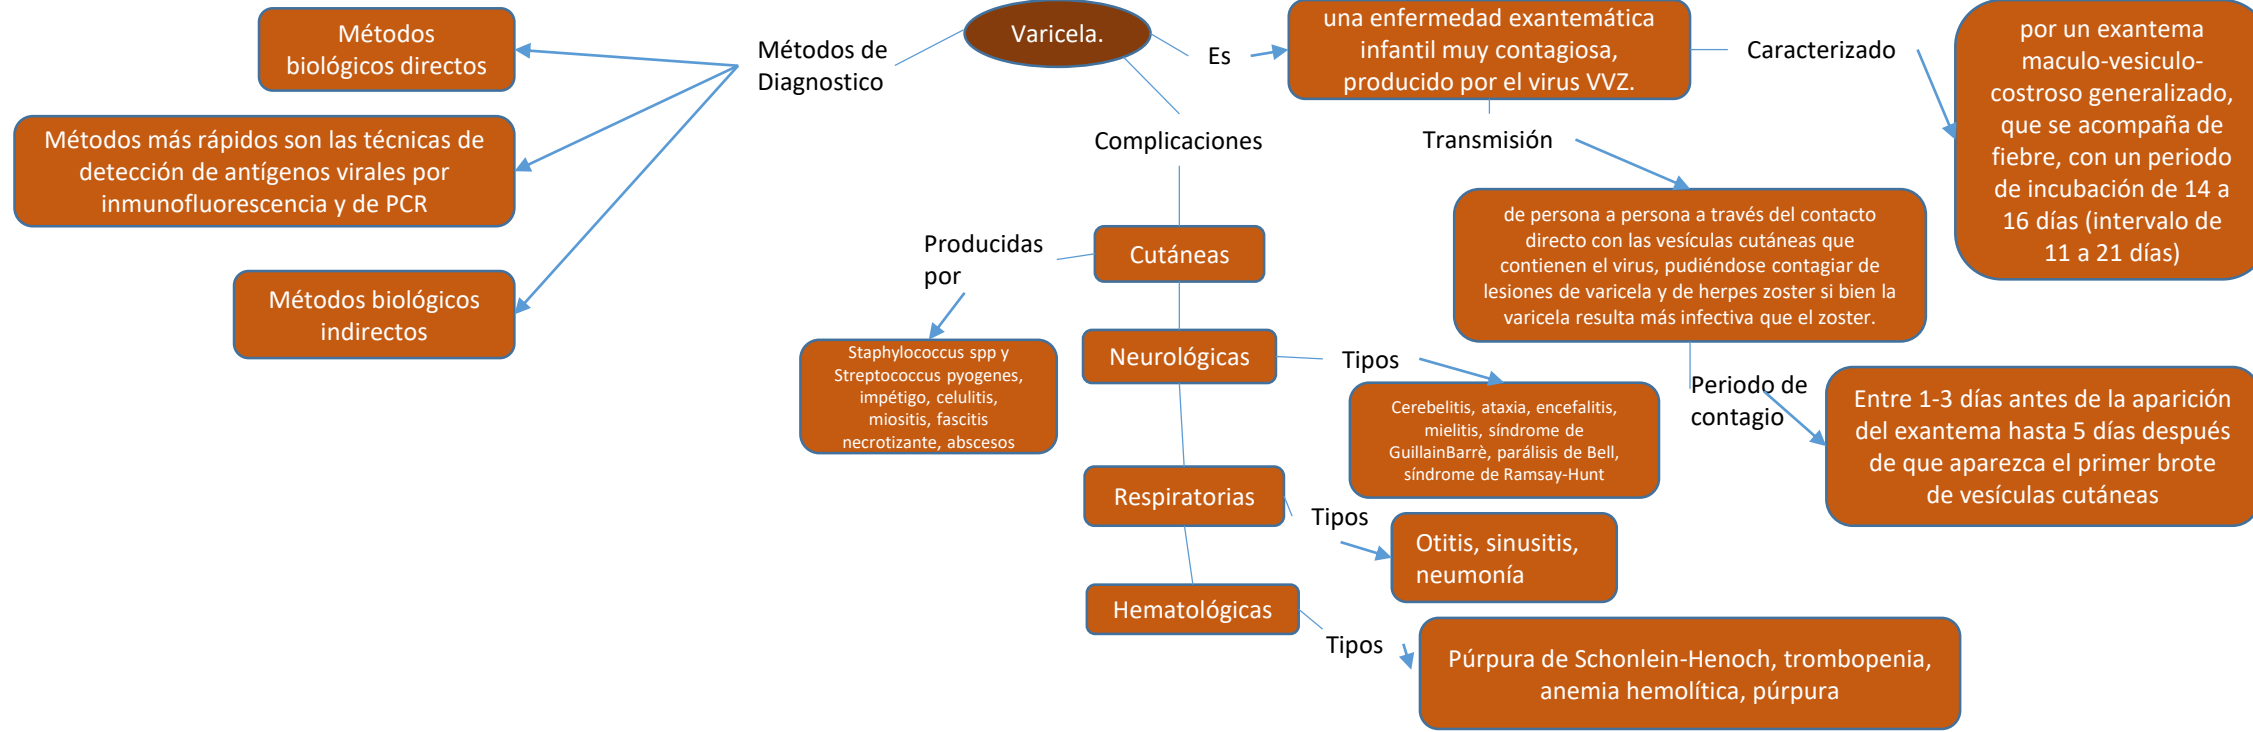 Varicela.
Métodos de
Diagnostico
Métodos
biológicos directos
Métodos más rápidos son las técnicas de
detección de antígenos virales por
inmunofluorescencia y de PCR
Métodos biológicos
indirectos
Es
una enfermedad exantemática
infantil muy contagiosa,
producido por el virus VVZ.
Caracterizado
por un exantema
maculo-vesiculo-
costroso generalizado,
que se acompaña de
fiebre, con un periodo
de incubación de 14 a
16 días (intervalo de
11 a 21 días)
Transmisión
de persona a persona a través del contacto
directo con las vesículas cutáneas que
contienen el virus, pudiéndose contagiar de
lesiones de varicela y de herpes zoster si bien la
varicela resulta más infectiva que el zoster.
Periodo de
contagio
Entre 1-3 días antes de la aparición
del exantema hasta 5 días después
de que aparezca el primer brote
de vesículas cutáneas
Complicaciones
Cutáneas
Producidas
por
Staphylococcus spp y
Streptococcus pyogenes,
impétigo, celulitis,
miositis, fascitis
necrotizante, abscesos
Neurológicas
Tipos
Cerebelitis, ataxia, encefalitis,
mielitis, síndrome de
GuillainBarrè, parálisis de Bell,
síndrome de Ramsay-Hunt
Respiratorias
Tipos
Otitis, sinusitis,
neumonía
Hematológicas
Tipos
Púrpura de Schonlein-Henoch, trombopenia,
anemia hemolítica, púrpura